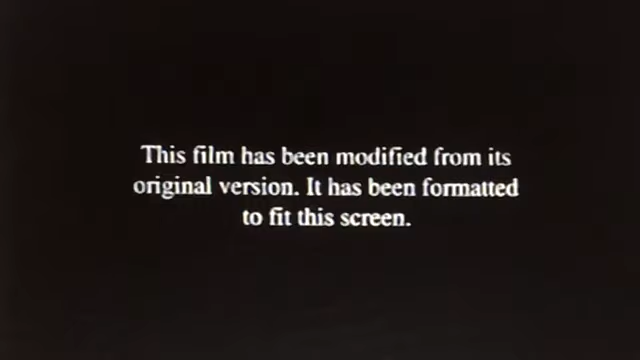 This film has been modified from its
original version. It has been formatted
to fit this screen.